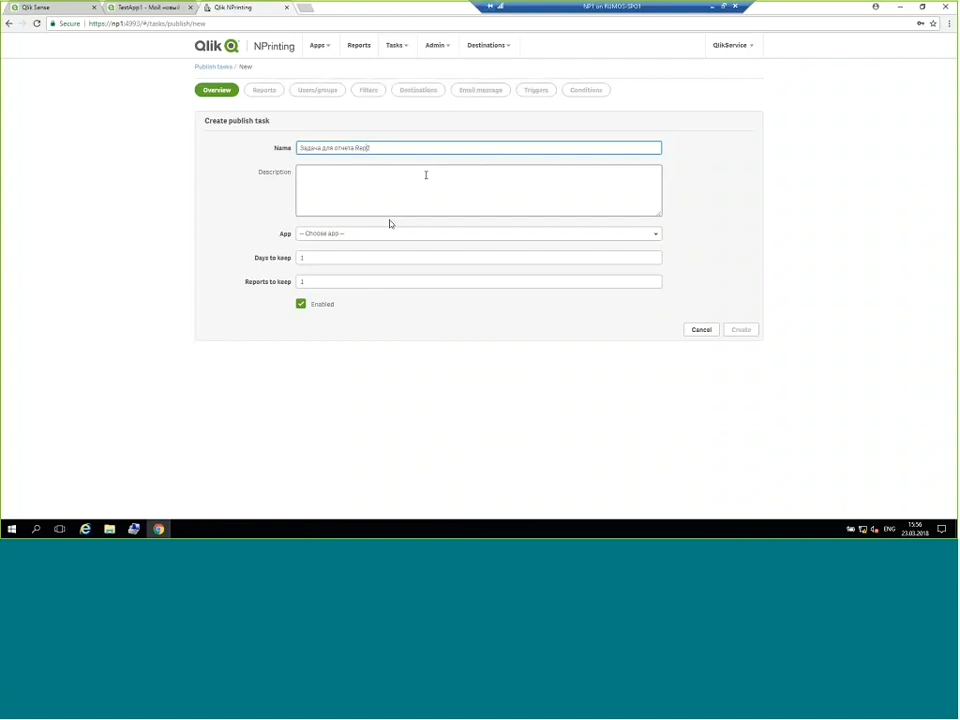 Qlik Sense
TestApp1 - Мой новый
Qlik NPrinting
NP1 on RUMOS-SP01
Secure https://np1:4993/#/tasks/publish/new
Qlik NPrinting
Apps
Reports
Tasks
Admin
Destinations
QlikService
Publish tasks / New
Overview
Reports
Users/groups
Filters
Destinations
Email message
Triggers
Conditions
Create publish task
Name
Задача для отчета Rep2
Description
App
-- Choose app --
Days to keep
1
Reports to keep
1
Enabled
Cancel
Create
ENG
15:56
23.03.2018